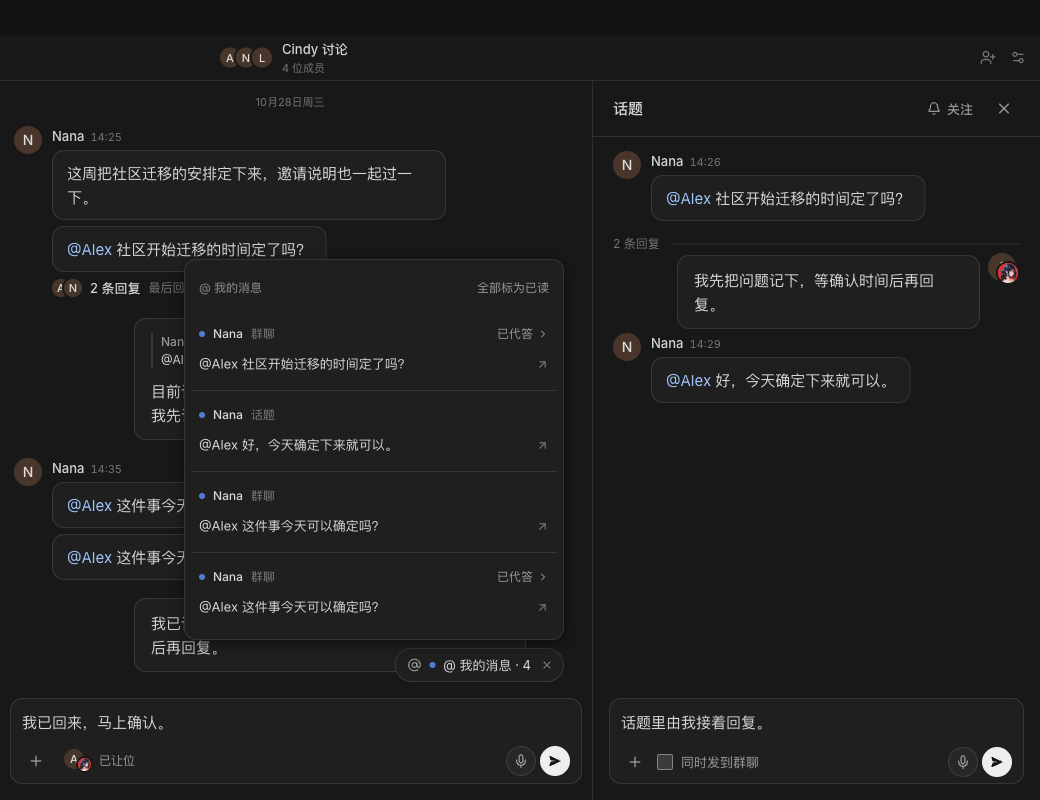 A N L
Cindy 讨论
4 位成员
10月28日周三
N
Nana 14:25
这周把社区迁移的安排定下来，邀请说明也一起过一
下。
@Alex 社区开始迁移的时间定了吗？
A N 2 条回复 最后回
Nan
@Al
目前
我先
N
Nana 14:35
@Alex 这件事今天
@Alex 这件事今天
我已
后再回复。
@ 我的消息 全部标为已读
Nana 群聊 已代答
@Alex 社区开始迁移的时间定了吗？
Nana 话题
@Alex 好，今天确定下来就可以。
Nana 群聊
@Alex 这件事今天可以确定吗？
Nana 群聊 已代答
@Alex 这件事今天可以确定吗？
@ @ 我的消息 · 4
我已回来，马上确认。
A 已让位
话题 关注
N
Nana 14:26
@Alex 社区开始迁移的时间定了吗？
2 条回复
我先把问题记下，等确认时间后再回
复。
N
Nana 14:29
@Alex 好，今天确定下来就可以。
话题里由我接着回复。
同时发到群聊